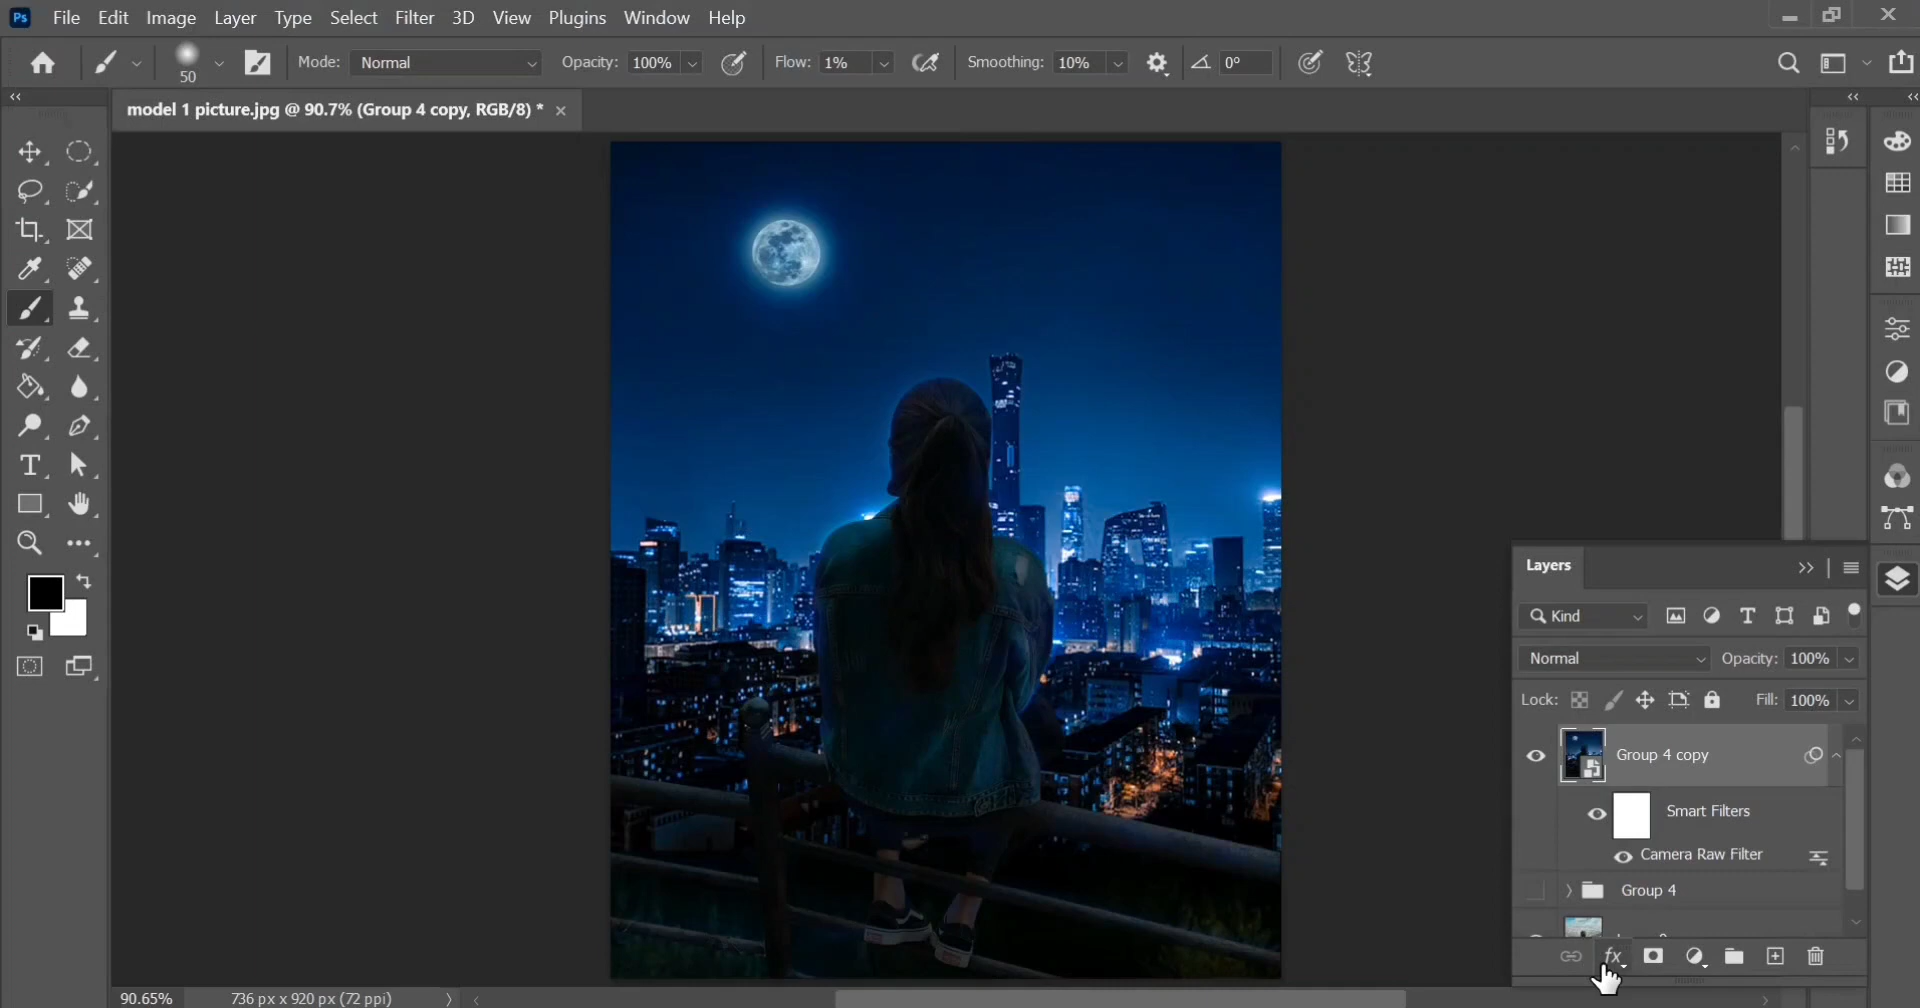 Ps File Edit Image Layer Type Select Filter 3D View Plugins Window Help
50 Mode: Normal Opacity: 100% Flow: 1% Smoothing: 10% 0°
model 1 picture.jpg @ 90.7% (Group 4 copy, RGB/8) *
Layers
Kind
Normal Opacity: 100%
Lock: Fill: 100%
Group 4 copy
Smart Filters
Camera Raw Filter
Group 4
fx
90.65% 736 px x 920 px (72 ppi)